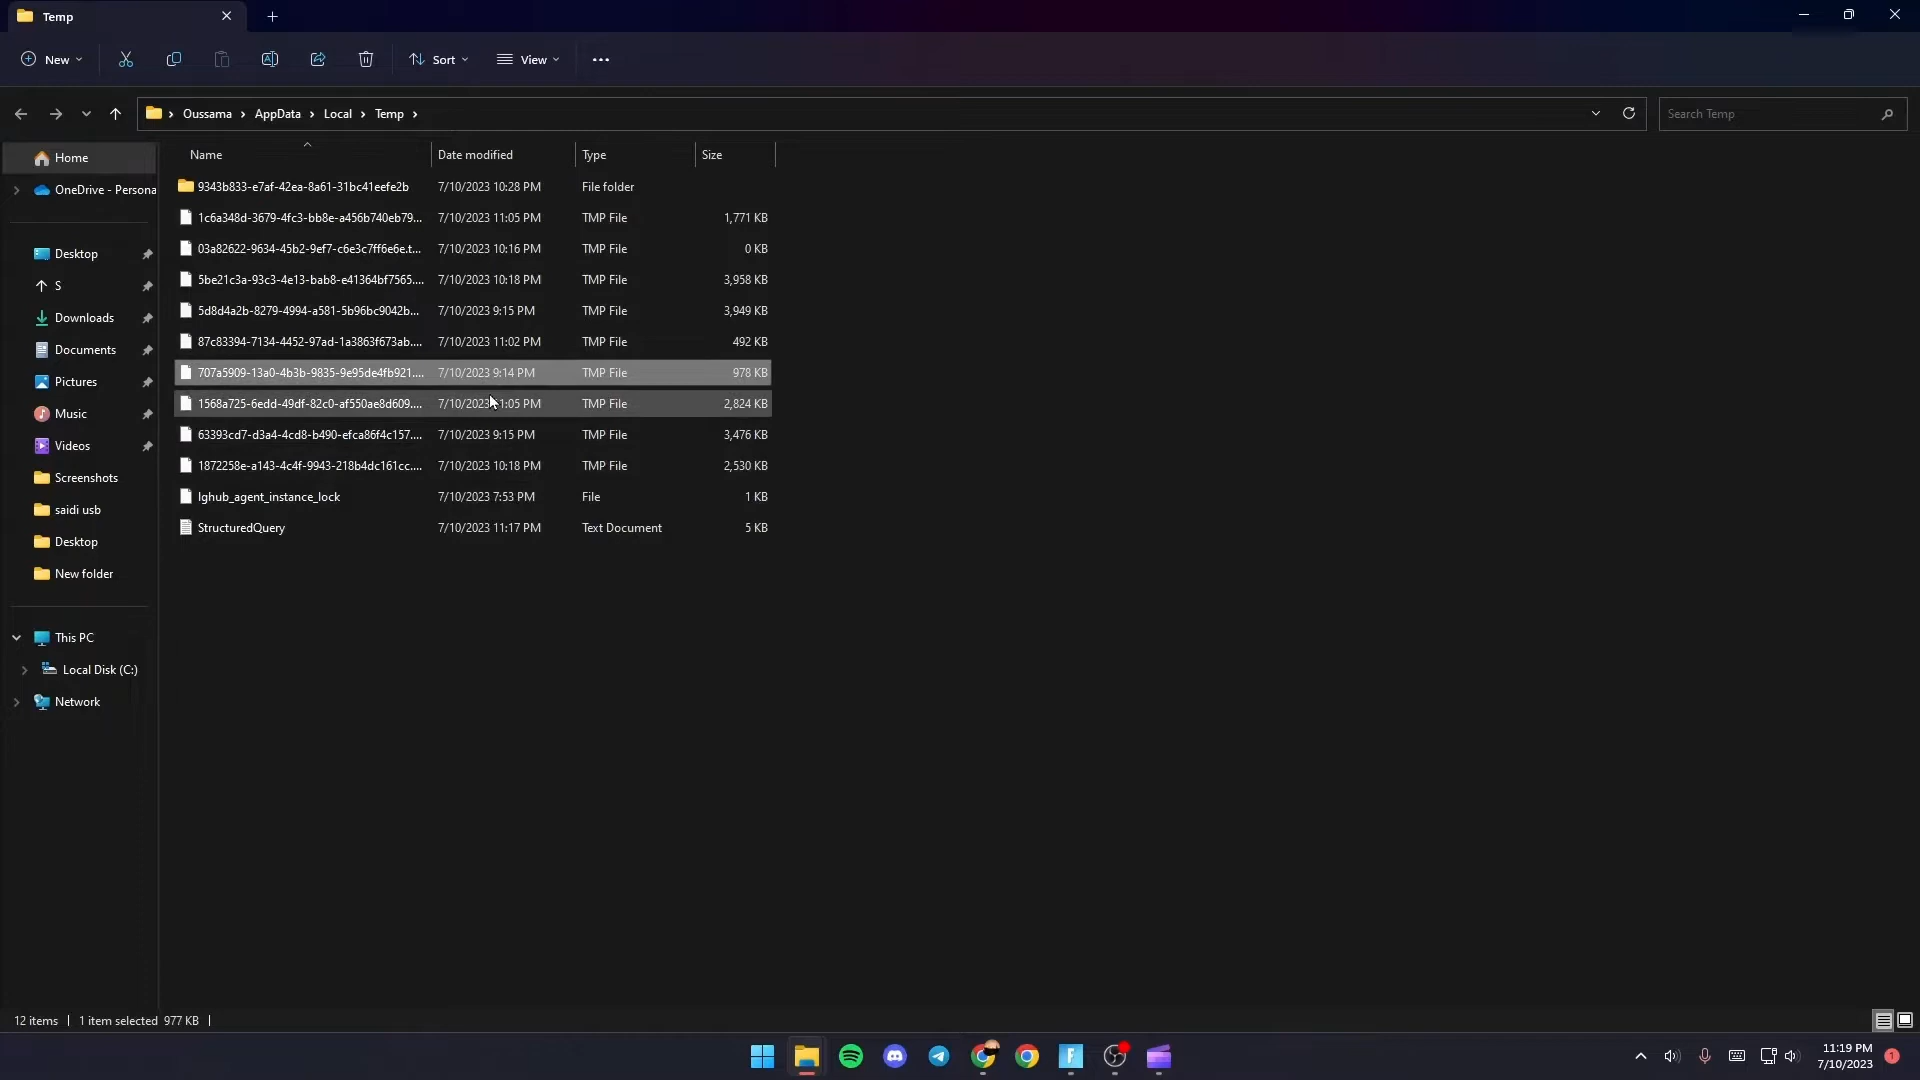 Temp
New
Sort
View
Oussama > AppData > Local > Temp >
Search Temp
Name Date modified Type Size
Home
OneDrive - Persona
Desktop
S
Downloads
Documents
Pictures
Music
Videos
Screenshots
saidi usb
Desktop
New folder
This PC
Local Disk (C:)
Network
9343b833-e7af-42ea-8a61-31bc41eefe2b 7/10/2023 10:28 PM File folder
1c6a348d-3679-4fc3-bb8e-a456b740eb79... 7/10/2023 11:05 PM TMP File 1,771 KB
03a82622-9634-45b2-9ef7-c6e3c7ff6e6e.t... 7/10/2023 10:16 PM TMP File 0 KB
5be21c3a-93c3-4e13-bab8-e41364bf7565.... 7/10/2023 10:18 PM TMP File 3,958 KB
5d8d4a2b-8279-4994-a581-5b96bc9042b... 7/10/2023 9:15 PM TMP File 3,949 KB
87c83394-7134-4452-97ad-1a3863f673ab.... 7/10/2023 11:02 PM TMP File 492 KB
707a5909-13a0-4b3b-9835-9e95de4fb921.... 7/10/2023 9:14 PM TMP File 978 KB
1568a725-6edd-49df-82c0-af550ae8d609.... 7/10/2023 1:05 PM TMP File 2,824 KB
63393cd7-d3a4-4cd8-b490-efca86f4c157.... 7/10/2023 9:15 PM TMP File 3,476 KB
1872258e-a143-4c4f-9943-218b4dc161cc.... 7/10/2023 10:18 PM TMP File 2,530 KB
lghub_agent_instance_lock 7/10/2023 7:53 PM File 1 KB
StructuredQuery 7/10/2023 11:17 PM Text Document 5 KB
12 items | 1 item selected 977 KB |
11:19 PM
7/10/2023
1